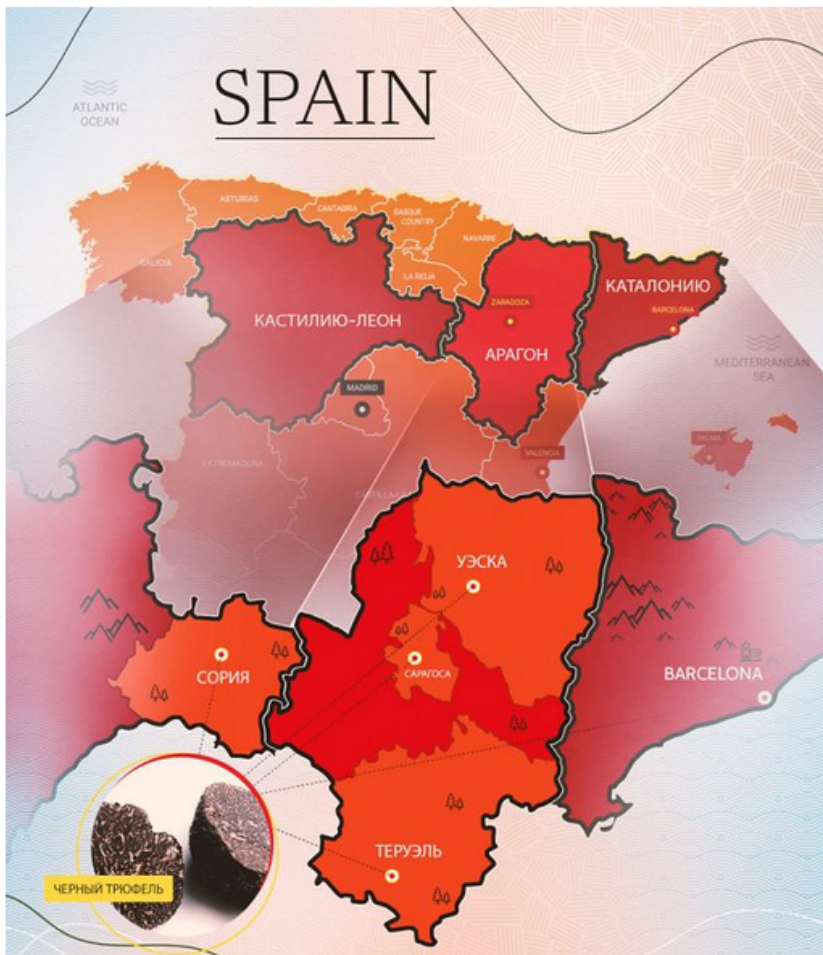 SPAIN
ATLANTIC
OCEAN
ASTURIAS
CANTABRIA
BASQUE
COUNTRY
NAVARRE
GALICIA
LA RIOJA
КАСТИЛИЮ-ЛЕОН
ZARAGOZA
АРАГОН
КАТАЛОНИЮ
BARCELONA
MEDITERRANEAN
SEA
MADRID
PALMA
VALENCIA
EXTREMADURA
УЭСКА
СОРИЯ
САРАГОСА
BARCELONA
ТЕРУЭЛЬ
ЧЕРНЫЙ ТРЮФЕЛЬ